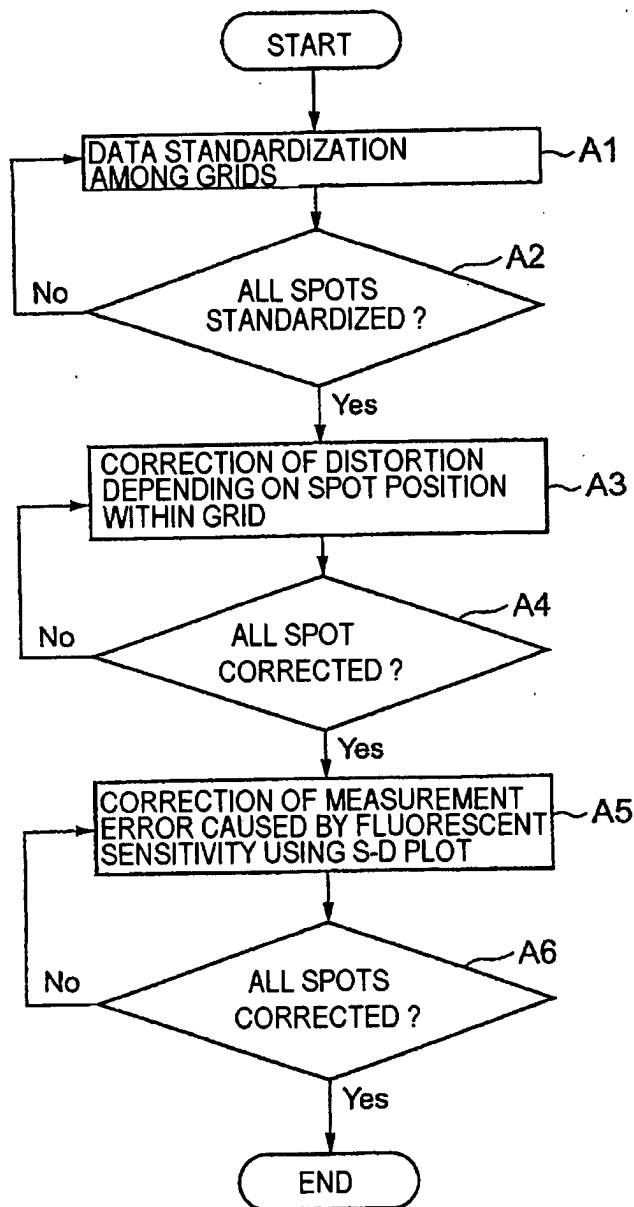 START
DATA STANDARDIZATION
AMONG GRIDS
A1
A2
ALL SPOTS
STANDARDIZED ?
No
Yes
CORRECTION OF DISTORTION
DEPENDING ON SPOT POSITION
WITHIN GRID
A3
A4
ALL SPOT
CORRECTED ?
No
Yes
CORRECTION OF MEASUREMENT
ERROR CAUSED BY FLUORESCENT
SENSITIVITY USING S-D PLOT
A5
A6
ALL SPOTS
CORRECTED ?
No
Yes
END